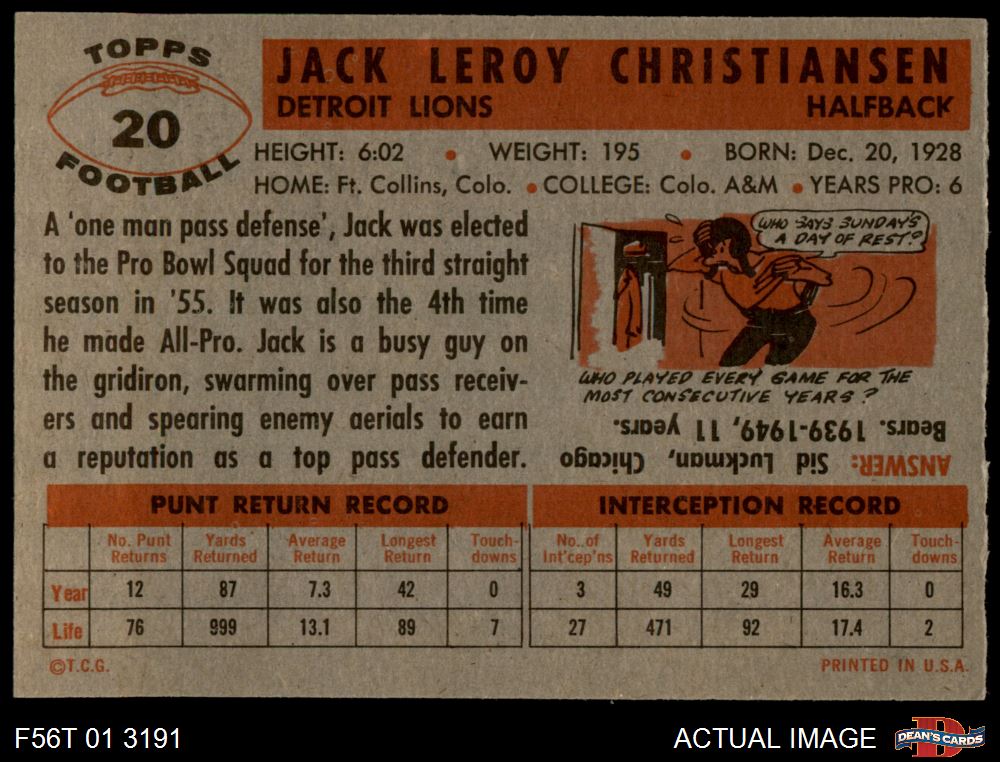 TOPPS
20
FOOTBALL
JACK LEROY CHRISTIANSEN
DETROIT LIONS HALFBACK
HEIGHT: 6:02 • WEIGHT: 195 • BORN: Dec. 20, 1928
HOME: Ft. Collins, Colo. • COLLEGE: Colo. A&M • YEARS PRO: 6
A 'one man pass defense', Jack was elected
to the Pro Bowl Squad for the third straight
season in '55. It was also the 4th time
he made All-Pro. Jack is a busy guy on
the gridiron, swarming over pass receiv-
ers and spearing enemy aerials to earn
a reputation as a top pass defender.
WHO SAYS SUNDAY'S
A DAY OF REST?
WHO PLAYED EVERY GAME FOR THE
MOST CONSECUTIVE YEARS?
ANSWER: Sid Luckman, Chicago
Bears. 1939-1949, 11 years.
PUNT RETURN RECORD
No. Punt Returns Yards Returned Average Return Longest Return Touch-downs
Year 12 87 7.3 42 0
Life 76 999 13.1 89 7
INTERCEPTION RECORD
No. of Int'cep'ns Yards Returned Longest Return Average Return Touch-downs
3 49 29 16.3 0
27 471 92 17.4 2
©T.C.G. PRINTED IN U.S.A.
F56T 01 3191 ACTUAL IMAGE DEAN'S CARDS